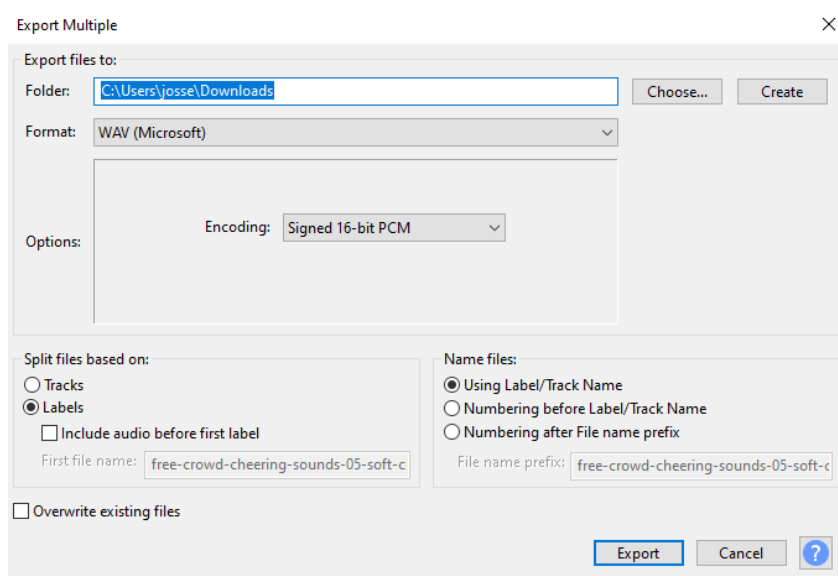 Export Multiple
Export files to:
Folder: C:\Users\josse\Downloads Choose... Create
Format: WAV (Microsoft)
Options: Encoding: Signed 16-bit PCM
Split files based on:
Tracks
Labels
Include audio before first label
First file name: free-crowd-cheering-sounds-05-soft-c
Name files:
Using Label/Track Name
Numbering before Label/Track Name
Numbering after File name prefix
File name prefix: free-crowd-cheering-sounds-05-soft-c
Overwrite existing files
Export Cancel ?